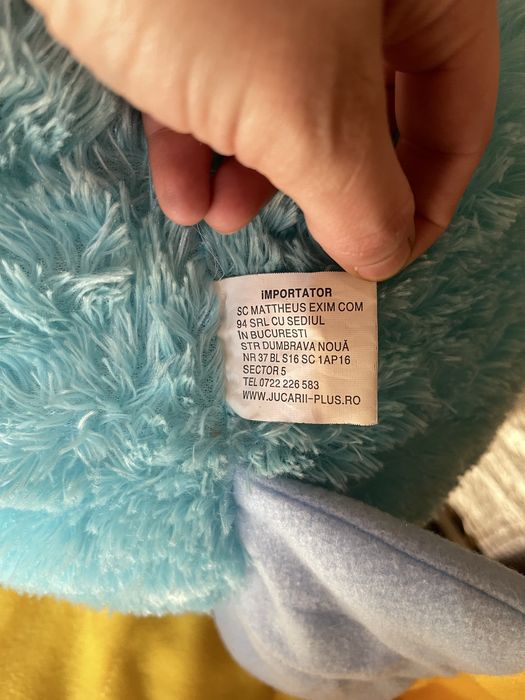 iMPORTATOR
SC MATTHEUS EXIM COM
94 SRL CU SEDIUL
ÎN BUCURESTI
STR DUMBRAVA NOUĂ
NR 37 BL S16 SC 1AP16
SECTOR 5
TEL 0722 226 583
WWW.JUCARII-PLUS.RO